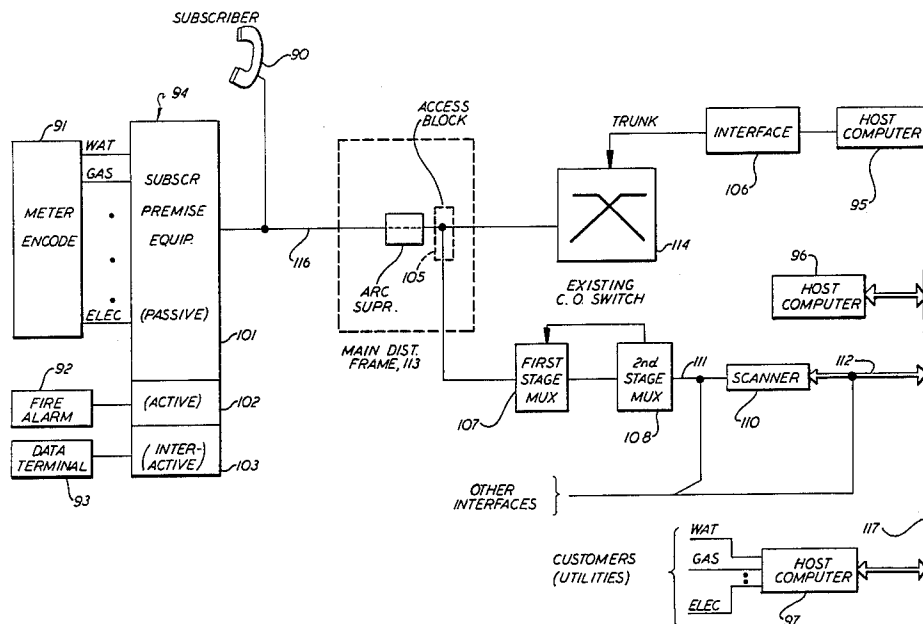 SUBSCRIBER
90
94
91
WAT
GAS
METER
ENCODE
ELEC
SUBSCR
PREMISE
EQUIP.
(PASSIVE)
101
92
FIRE
ALARM
(ACTIVE)
102
DATA
TERMINAL
93
(INTER-
ACTIVE)
103
116
ACCESS
BLOCK
105
ARC
SUPR.
MAIN DIST.
FRAME, 113
TRUNK
INTERFACE
106
HOST
COMPUTER
95
114
EXISTING
C.O. SWITCH
96
HOST
COMPUTER
FIRST
STAGE
MUX
107
2nd
STAGE
MUX
108
111
SCANNER
110
112
OTHER
INTERFACES
117
CUSTOMERS
(UTILITIES)
WAT
GAS
ELEC
HOST
COMPUTER
97